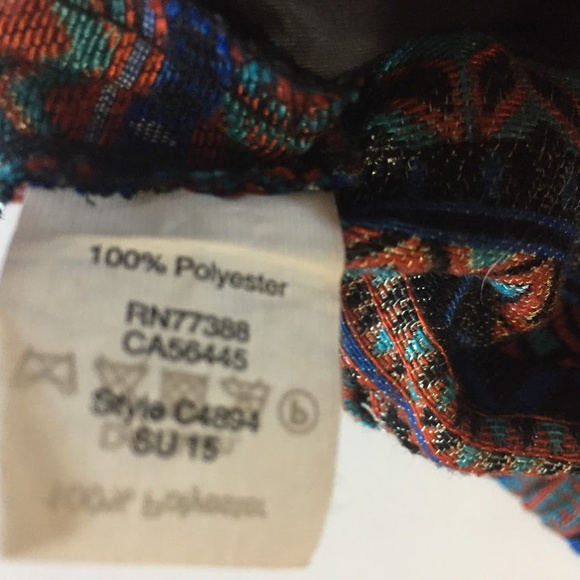 100% Polyester
RN77388
CA56445
Style C4894
SU 15
b